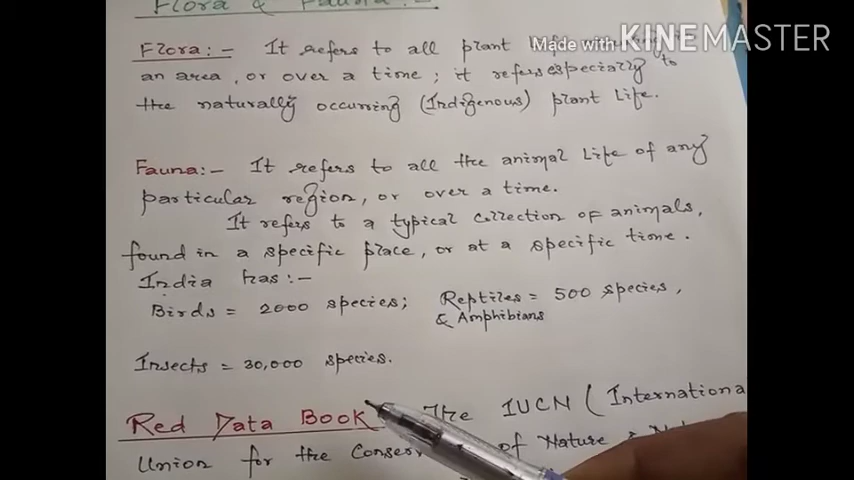 Flora & Fauna :-
Made with KINEMASTER
Flora:- It refers to all plant
an area, or over a time; it refers especially to
the naturally occurring (Indigenous) plant Life.
Fauna:- It refers to all the animal Life of any
particular region, or over a time.
It refers to a typical collection of animals,
found in a specific place, or at a specific time.
India has:-
Birds = 2000 species; Reptiles = 500 species,
& Amphibians
Insects = 30,000 species.
Red Data Book The IUCN (Internationa
Union for the Conser of Nature &